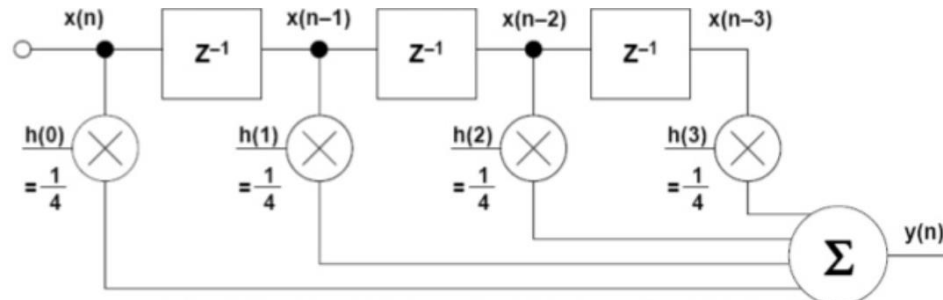 x(n) x(n–1) x(n–2) x(n–3)
Z–1 Z–1 Z–1
h(0) h(1) h(2) h(3)
= 1/4 = 1/4 = 1/4 = 1/4
y(n)
Σ